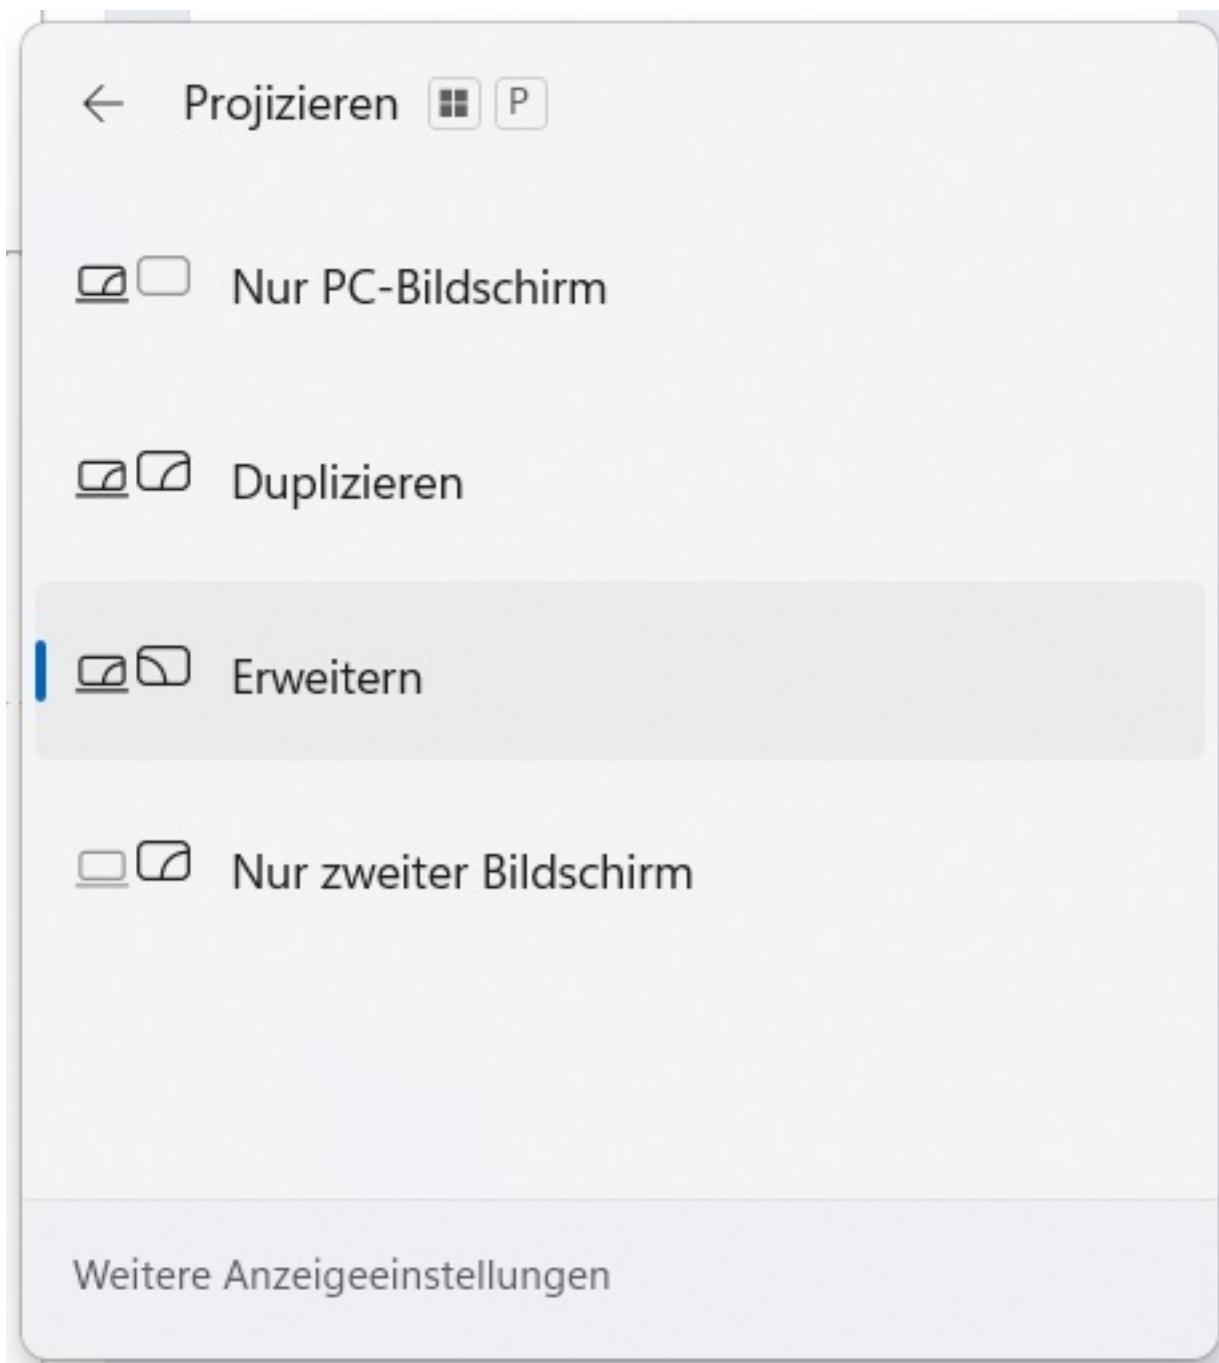 Projizieren P
Nur PC-Bildschirm
Duplizieren
Erweitern
Nur zweiter Bildschirm
Weitere Anzeigeeinstellungen